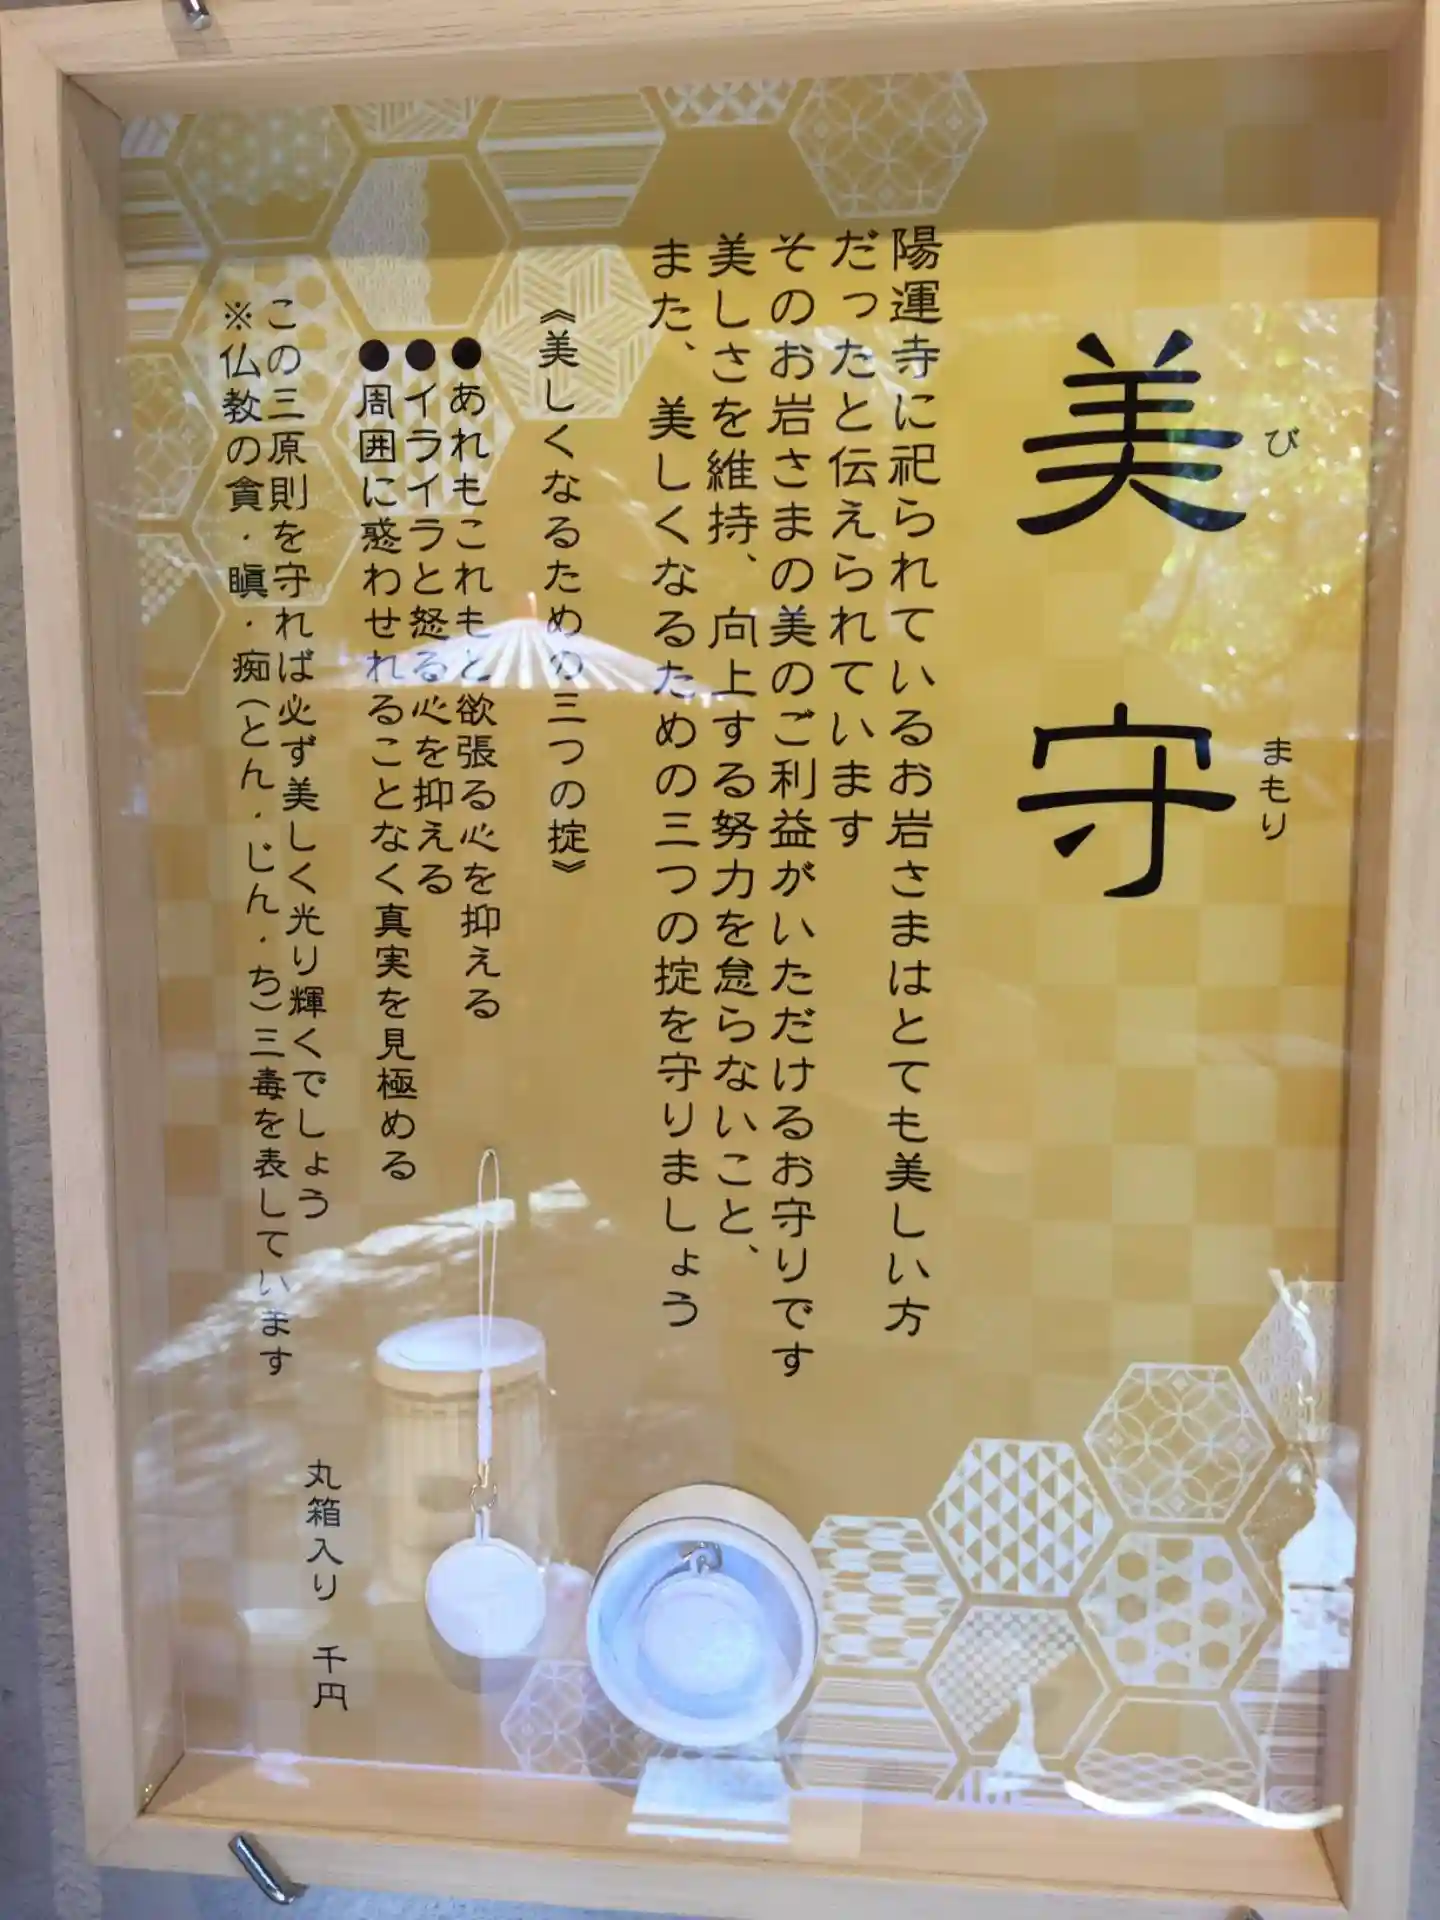 美守
び まもり
陽運寺に祀られているお岩さまはとても美しい方
だったと伝えられています
そのお岩さまの美のご利益がいただけるお守りです
美しさを維持、向上する努力を怠らないこと、
また、美しくなるための三つの掟を守りましょう
《美しくなるための三つの掟》
●あれもこれもと欲張る心を抑える
●イライラと怒る心を抑える
●周囲に惑わせれることなく真実を見極める
この三原則を守れば必ず美しく光り輝くでしょう
※仏教の貪・瞋・痴(とん・じん・ち)三毒を表しています
丸箱入り 千円